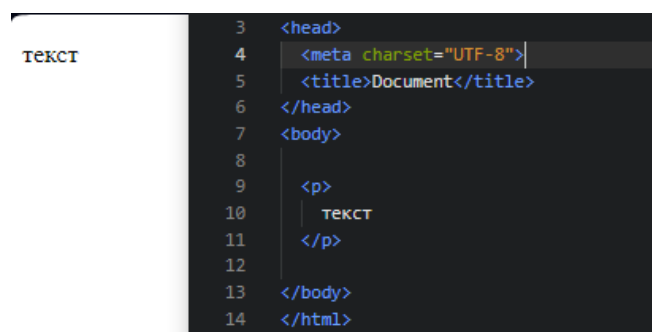 текст
3 <head>
4 <meta charset="UTF-8">
5 <title>Document</title>
6 </head>
7 <body>
8
9 <p>
10 текст
11 </p>
12
13 </body>
14 </html>